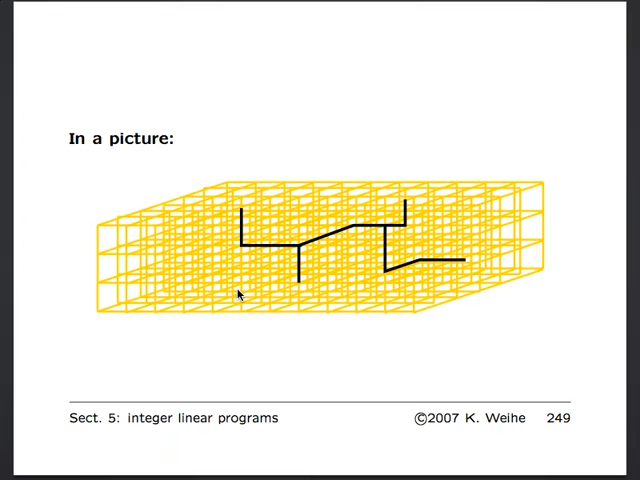 In a picture:
Sect. 5: integer linear programs ©2007 K. Weihe 249